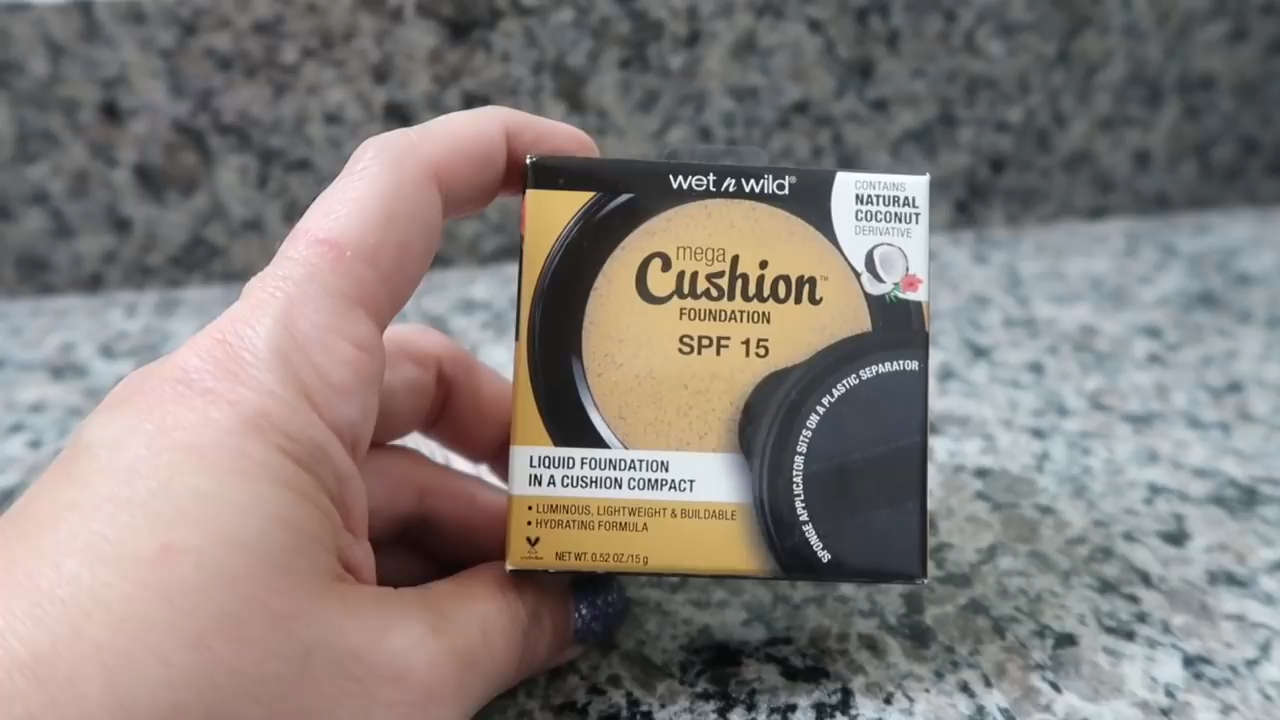 wet n wild®
CONTAINS
NATURAL
COCONUT
DERIVATIVE
mega
Cushion™
FOUNDATION
SPF 15
SPONGE APPLICATOR SITS ON A PLASTIC SEPARATOR
LIQUID FOUNDATION
IN A CUSHION COMPACT
• LUMINOUS, LIGHTWEIGHT & BUILDABLE
• HYDRATING FORMULA
NET WT. 0.52 OZ./15 g